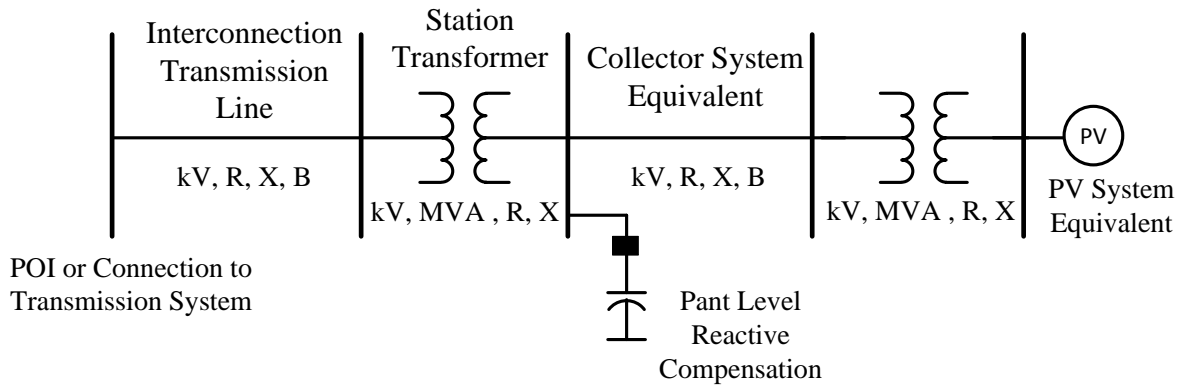 Interconnection
Transmission
Line
kV, R, X, B
POI or Connection to
Transmission System
Station
Transformer
kV, MVA , R, X
Collector System
Equivalent
kV, R, X, B
Pant Level
Reactive
Compensation
kV, MVA , R, X
PV
PV System
Equivalent